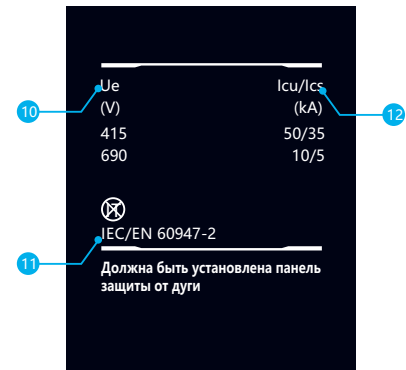 Ue Icu/Ics
(V) (kA)
10 12
415 50/35
690 10/5
IT
IEC/EN 60947-2
11
Должна быть установлена панель
защиты от дуги